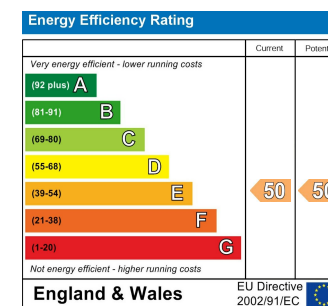 Energy Efficiency Rating
Current Poten
Very energy efficient - lower running costs
(92 plus) A
(81-91) B
(69-80) C
(55-68) D
(39-54) E 50 50
(21-38) F
(1-20) G
Not energy efficient - higher running costs
England & Wales
EU Directive
2002/91/EC